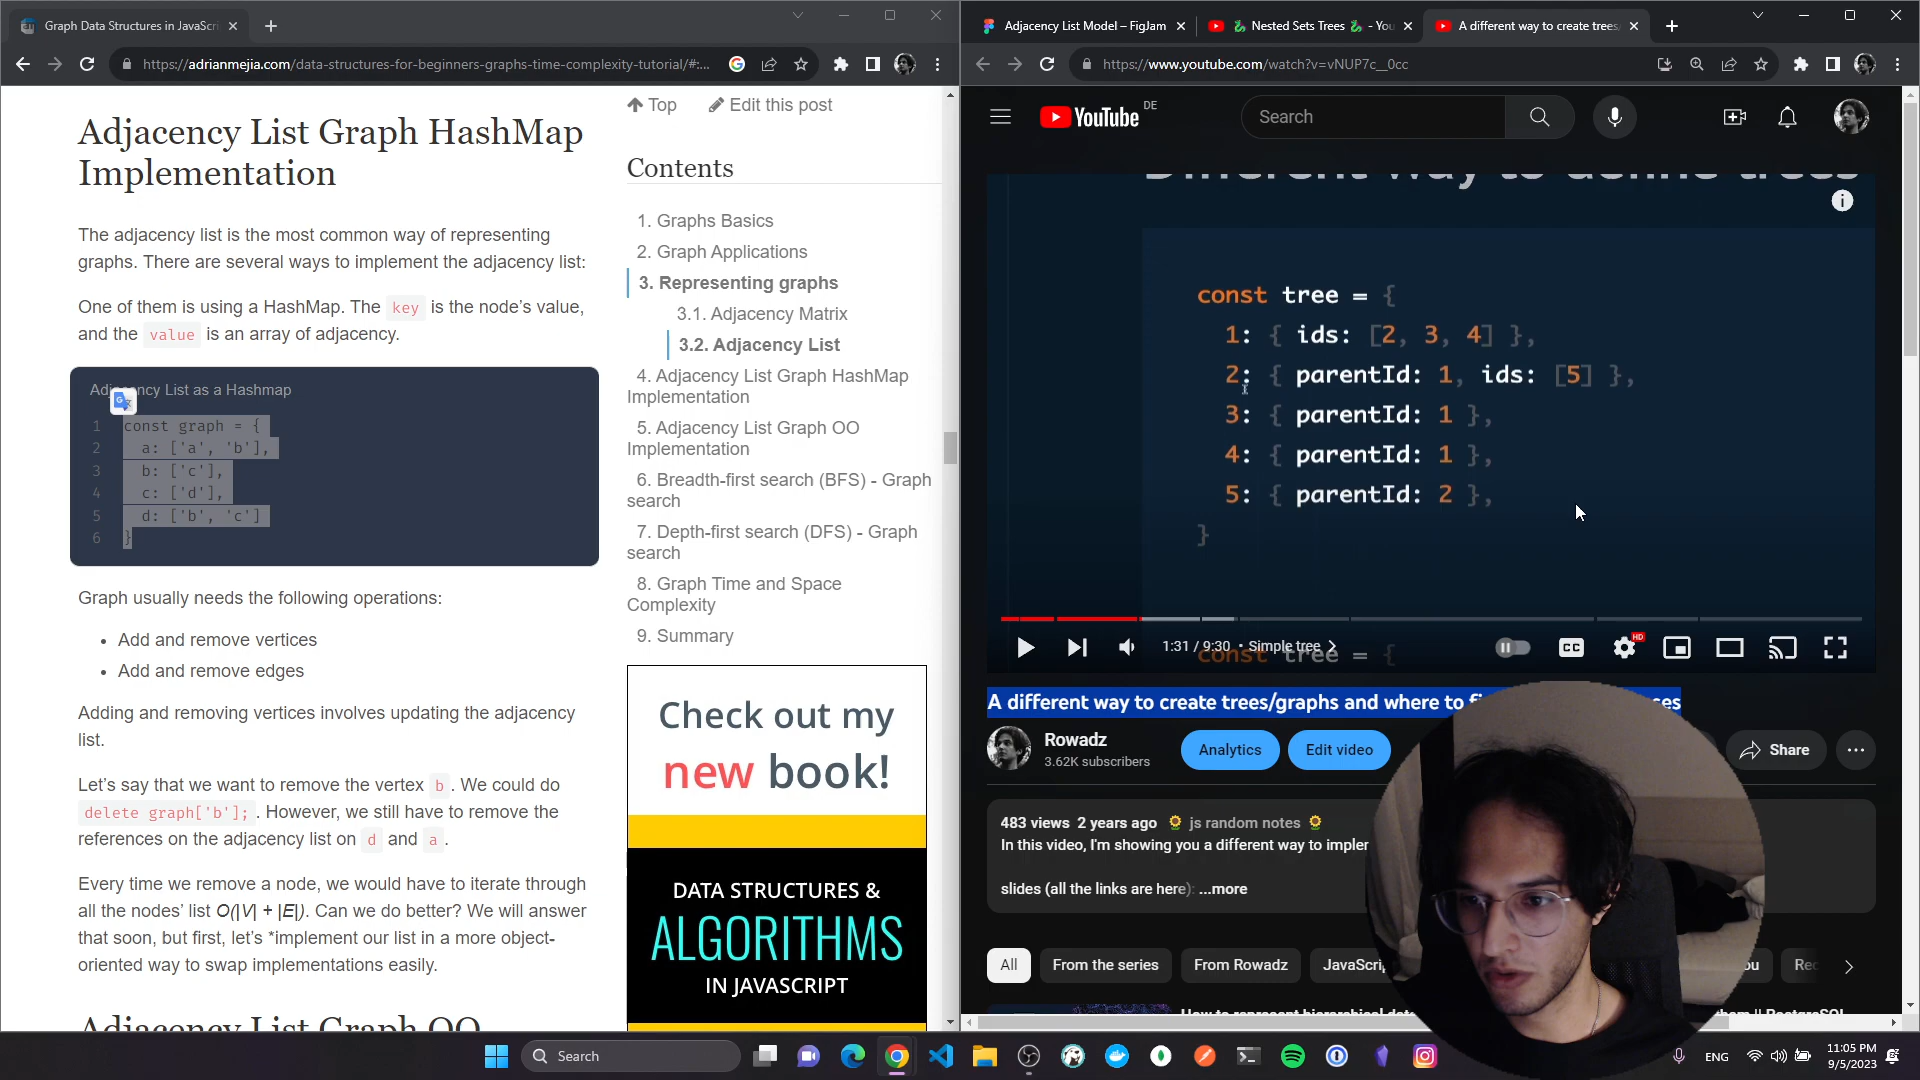 Graph Data Structures in JavaScri
https://adrianmejia.com/data-structures-for-beginners-graphs-time-complexity-tutorial/#:...
Adjacency List Graph HashMap
Implementation
The adjacency list is the most common way of representing
graphs. There are several ways to implement the adjacency list:
One of them is using a HashMap. The key is the node's value,
and the value is an array of adjacency.
Adjacency List as a Hashmap
1 const graph = {
2 a: ['a', 'b'],
3 b: ['c'],
4 c: ['d'],
5 d: ['b', 'c']
6 }
Graph usually needs the following operations:
• Add and remove vertices
• Add and remove edges
Adding and removing vertices involves updating the adjacency
list.
Let's say that we want to remove the vertex b . We could do
delete graph['b']; . However, we still have to remove the
references on the adjacency list on d and a .
Every time we remove a node, we would have to iterate through
all the nodes' list O(|V| + |E|). Can we do better? We will answer
that soon, but first, let's *implement our list in a more object-
oriented way to swap implementations easily.
Adjacency List Graph OO
Top Edit this post
Contents
1. Graphs Basics
2. Graph Applications
3. Representing graphs
3.1. Adjacency Matrix
3.2. Adjacency List
4. Adjacency List Graph HashMap
Implementation
5. Adjacency List Graph OO
Implementation
6. Breadth-first search (BFS) - Graph
search
7. Depth-first search (DFS) - Graph
search
8. Graph Time and Space
Complexity
9. Summary
Check out my
new book!
DATA STRUCTURES &
ALGORITHMS
IN JAVASCRIPT
Adjacency List Model – FigJam
Nested Sets Trees - You
A different way to create trees
https://www.youtube.com/watch?v=vNUP7c__0cc
YouTube DE
Search
Different way to define trees
const tree = {
1: { ids: [2, 3, 4] },
2: { parentId: 1, ids: [5] },
3: { parentId: 1 },
4: { parentId: 1 },
5: { parentId: 2 },
}
const tree = {
1:31 / 9:30 • Simple tree
CC
HD
A different way to create trees/graphs and where to
Rowadz
3.62K subscribers
Analytics
Edit video
Share
483 views 2 years ago js random notes
In this video, I'm showing you a different way to impler
slides (all the links are here): ...more
All
From the series
From Rowadz
JavaScrip
Search
ENG
11:05 PM
9/5/2023